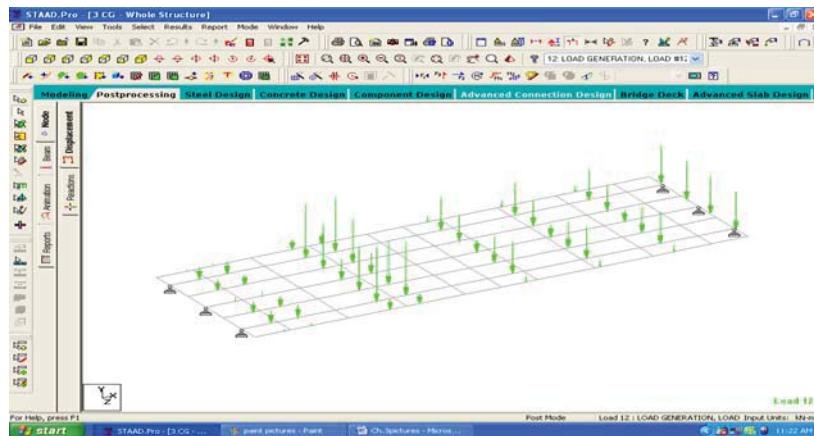 STAAD.Pro - [3 CG - Whole Structure]
File Edit View Tools Select Results Report Mode Window Help
12: LOAD GENERATION, LOAD #12
Modeling Postprocessing Steel Design Concrete Design Component Design Advanced Connection Design Bridge Deck Advanced Slab Design
Node
Displacement
Beam
Reactions
Animation
Reports
Y
X
Z
Load 12
For Help, press F1
Post Mode
Load 12 : LOAD GENERATION, LOAD
Input Units: kN-m
start
STAAD.Pro - [3 CG - ...
paint pictures - Paint
Ch.3pictures - Micros...
11:22 AM